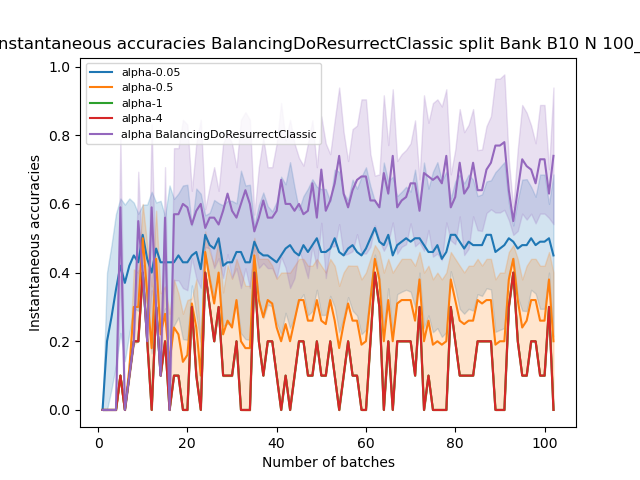 nstantaneous accuracies BalancingDoResurrectClassic split Bank B10 N 100_
alpha-0.05
alpha-0.5
alpha-1
alpha-4
alpha BalancingDoResurrectClassic
Instantaneous accuracies
1.0
0.8
0.6
0.4
0.2
0.0
0 20 40 60 80 100
Number of batches